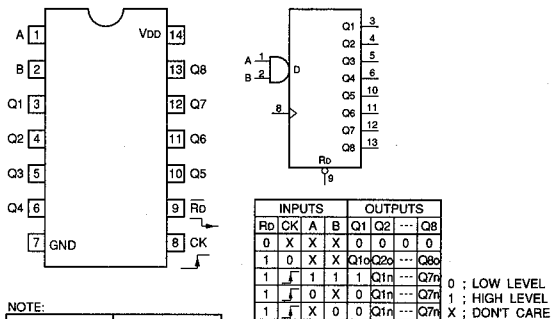 A 1
VDD 14
B 2
13 Q8
Q1 3
12 Q7
Q2 4
11 Q6
Q3 5
10 Q5
Q4 6
9 RD
7 GND
8 CK
A 1
B 2
D
8
Q1 3
Q2 4
Q3 5
Q4 6
Q5 10
Q6 11
Q7 12
Q8 13
RD
9
INPUTS OUTPUTS
RD CK A B Q1 Q2 --- Q8
0 X X X 0 0 0 0
1 0 X X Q1o Q2o --- Q8o
1 1 1 1 Q1n --- Q7n
1 0 X 0 Q1n --- Q7n
1 X 0 0 Q1n --- Q7n
0 ; LOW LEVEL
1 ; HIGH LEVEL
X ; DON'T CARE
NOTE: